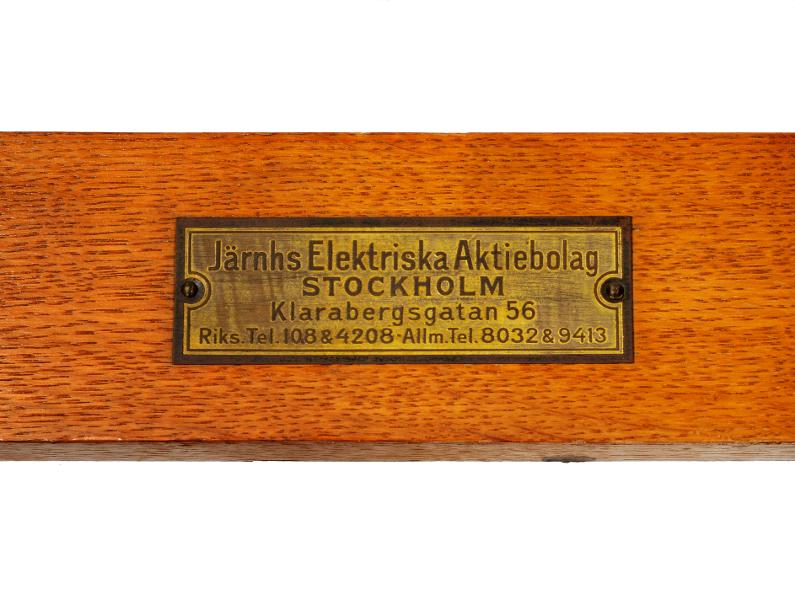 Järnhs Elektriska Aktiebolag
STOCKHOLM
Klarabergsgatan 56
Riks.Tel.108&4208·Allm.Tel.8032&9413